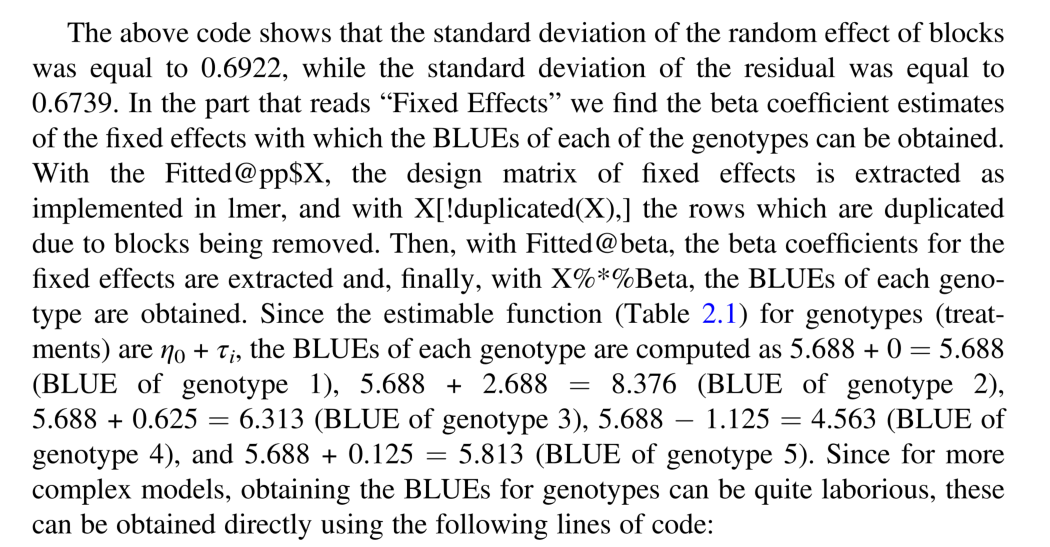 The above code shows that the standard deviation of the random effect of blocks
was equal to 0.6922, while the standard deviation of the residual was equal to
0.6739. In the part that reads “Fixed Effects” we find the beta coefficient estimates
of the fixed effects with which the BLUEs of each of the genotypes can be obtained.
With the Fitted@pp$X, the design matrix of fixed effects is extracted as
implemented in lmer, and with X[!duplicated(X),] the rows which are duplicated
due to blocks being removed. Then, with Fitted@beta, the beta coefficients for the
fixed effects are extracted and, finally, with X%*%Beta, the BLUEs of each geno-
type are obtained. Since the estimable function (Table 2.1) for genotypes (treat-
ments) are η₀ + τᵢ, the BLUEs of each genotype are computed as 5.688 + 0 = 5.688
(BLUE of genotype 1), 5.688 + 2.688 = 8.376 (BLUE of genotype 2),
5.688 + 0.625 = 6.313 (BLUE of genotype 3), 5.688 − 1.125 = 4.563 (BLUE of
genotype 4), and 5.688 + 0.125 = 5.813 (BLUE of genotype 5). Since for more
complex models, obtaining the BLUEs for genotypes can be quite laborious, these
can be obtained directly using the following lines of code: